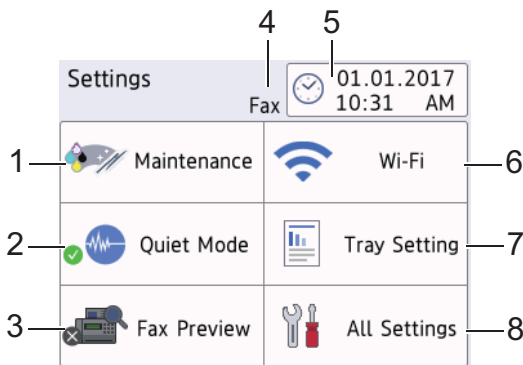 4 5
Settings
Fax
01.01.2017
10:31 AM
1 Maintenance
Wi-Fi 6
2 Quiet Mode
Tray Setting 7
3 Fax Preview
All Settings 8